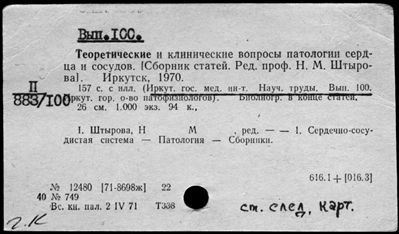 Вып. 100.
Теоретические и клинические вопросы патологии серд-
ца и сосудов. [Сборник статей. Ред. проф. Н. М. Штыро-
ва]. Иркутск, 1970.
II
883/100
157 с. с илл. (Иркут. гос. мед. ин-т. Науч. труды. Вып. 100.
Иркут. гор. о-во патофизиологов). Библиогр. в конце статей.
26 см. 1.000 экз. 94 к.,
I. Штырова, Н М , ред. — — 1. Сердечно-сосу-
дистая система — Патология — Сборники.
616.1+[016.3]
№ 12480 [71-8698ж] 22
40 № 749
Вс. кн. пал. 2 IV 71 Т338
ст. след. карт.
г. К